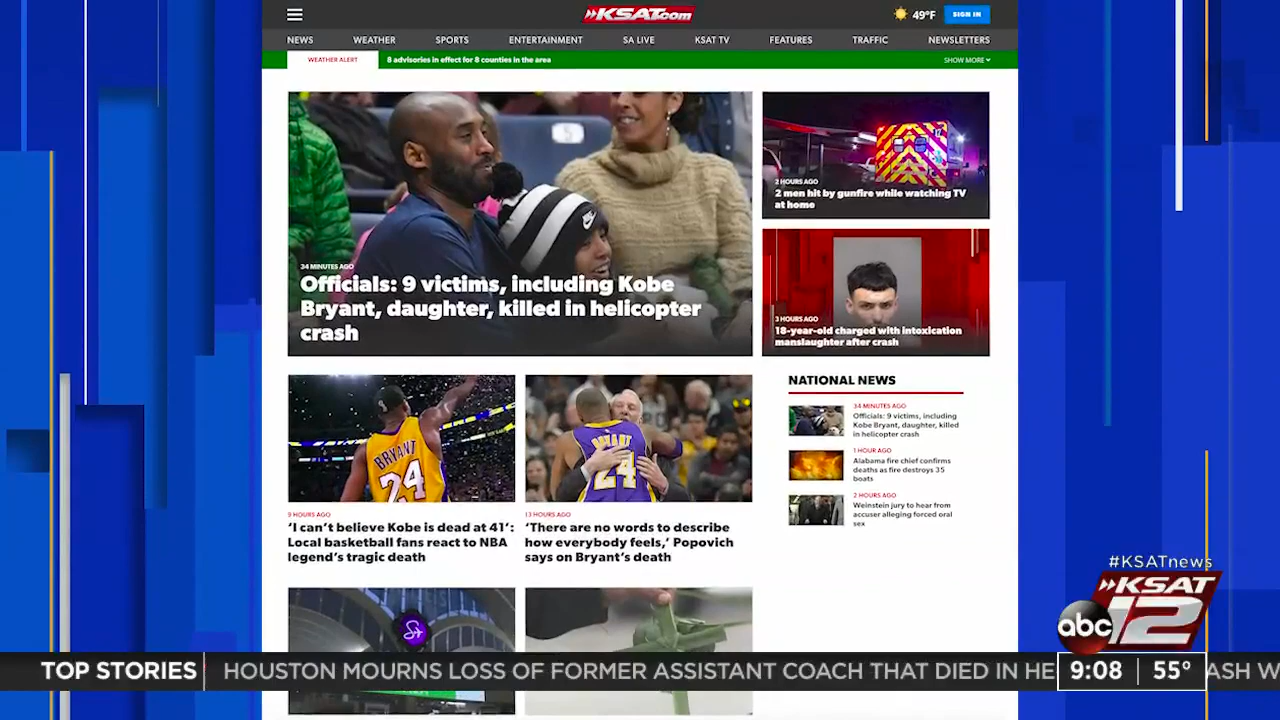 KSAT.com
49°F
SIGN IN
NEWS
WEATHER
SPORTS
ENTERTAINMENT
SA LIVE
KSAT TV
FEATURES
TRAFFIC
NEWSLETTERS
WEATHER ALERT
8 advisories in effect for 8 counties in the area
SHOW MORE
34 MINUTES AGO
Officials: 9 victims, including Kobe
Bryant, daughter, killed in helicopter
crash
2 HOURS AGO
2 men hit by gunfire while watching TV
at home
3 HOURS AGO
18-year-old charged with intoxication
manslaughter after crash
BRYANT
24
9 HOURS AGO
‘I can’t believe Kobe is dead at 41’:
Local basketball fans react to NBA
legend’s tragic death
BRYANT
24
13 HOURS AGO
‘There are no words to describe
how everybody feels,’ Popovich
says on Bryant’s death
NATIONAL NEWS
34 MINUTES AGO
Officials: 9 victims, including
Kobe Bryant, daughter, killed
in helicopter crash
1 HOUR AGO
Alabama fire chief confirms
deaths as fire destroys 35
boats
2 HOURS AGO
Weinstein jury to hear from
accuser alleging forced oral
sex
#KSATnews
KSAT
abc 12
TOP STORIES
HOUSTON MOURNS LOSS OF FORMER ASSISTANT COACH THAT DIED IN HE
9:08
55°
ASH W